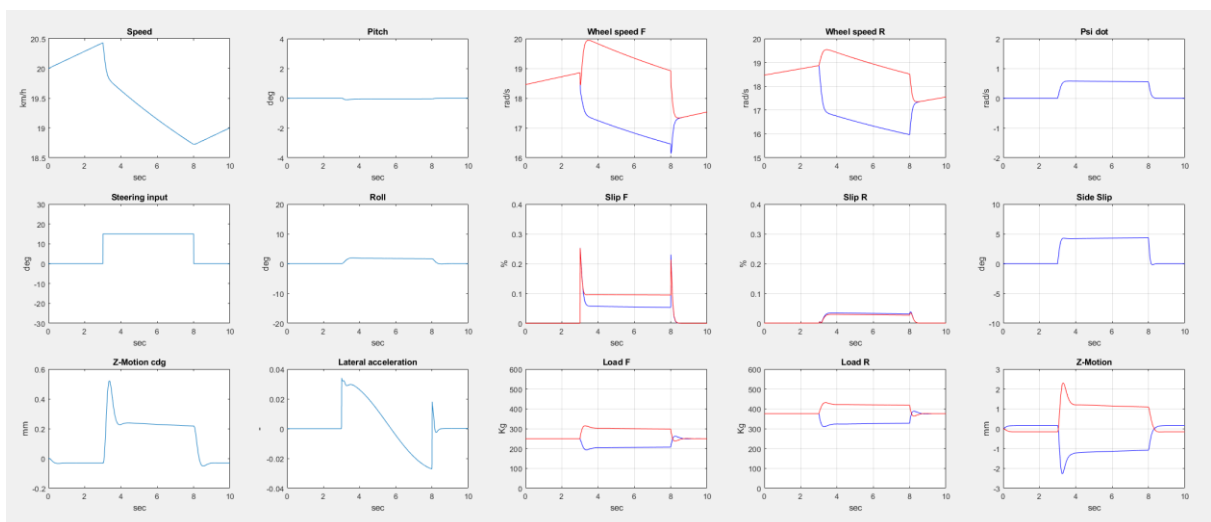 Speed
20.5
20
19.5
19
18.5
km/h
0 2 4 6 8 10
sec
Pitch
4
2
0
-2
-4
deg
0 2 4 6 8 10
sec
Wheel speed F
20
19
18
17
16
rad/s
0 2 4 6 8 10
sec
Wheel speed R
20
19
18
17
16
15
rad/s
0 2 4 6 8 10
sec
Psi dot
2
1
0
-1
-2
rad/s
0 2 4 6 8 10
sec
Steering input
30
20
10
0
-10
-20
-30
deg
0 2 4 6 8 10
sec
Roll
20
10
0
-10
-20
deg
0 2 4 6 8 10
sec
Slip F
0.4
0.3
0.2
0.1
0
%
0 2 4 6 8 10
sec
Slip R
0.4
0.3
0.2
0.1
0
%
0 2 4 6 8 10
sec
Side Slip
10
5
0
-5
-10
deg
0 2 4 6 8 10
sec
Z-Motion cdg
0.6
0.4
0.2
0
-0.2
mm
0 2 4 6 8 10
sec
Lateral acceleration
0.04
0.02
0
-0.02
-0.04
-
0 2 4 6 8 10
sec
Load F
600
500
400
300
200
100
0
Kg
0 2 4 6 8 10
sec
Load R
600
500
400
300
200
100
0
Kg
0 2 4 6 8 10
sec
Z-Motion
3
2
1
0
-1
-2
-3
mm
0 2 4 6 8 10
sec